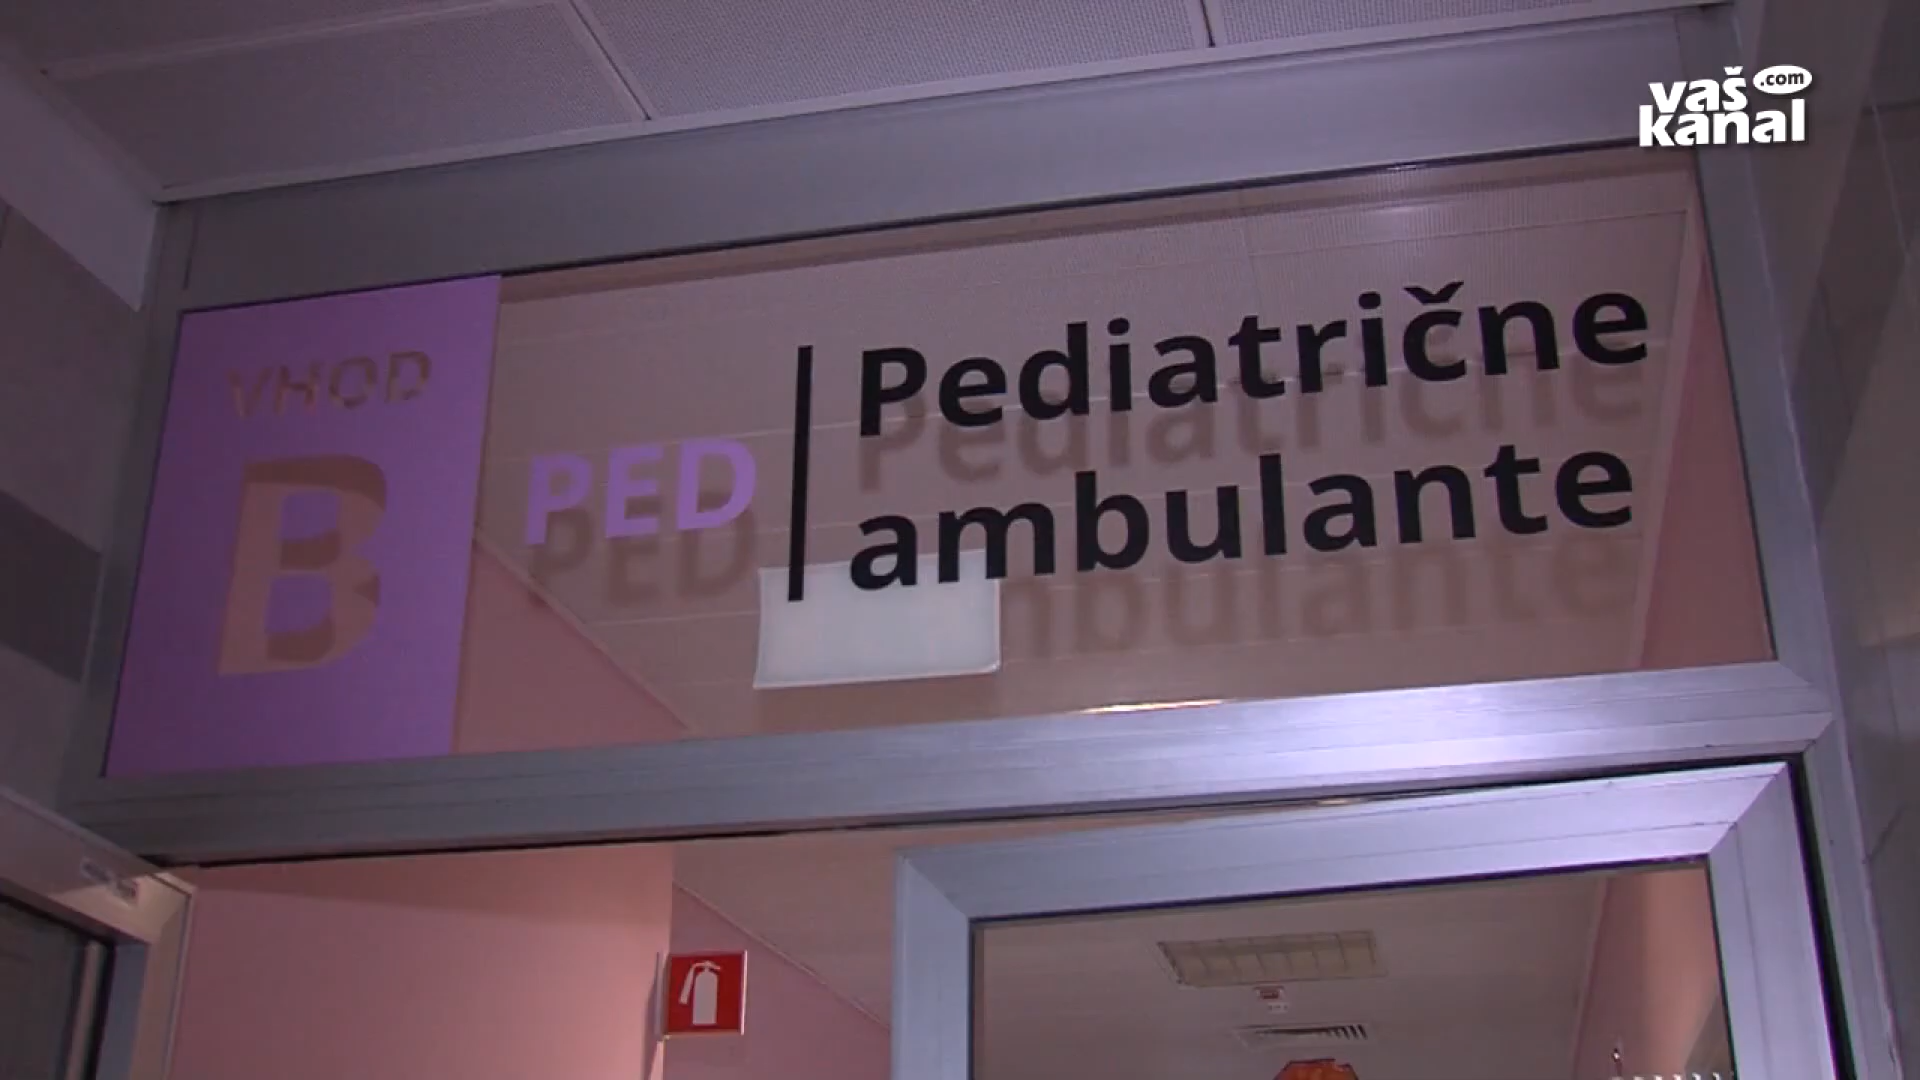 vaš .com
kanal
VHOD
B
PED
Pediatrične
ambulante